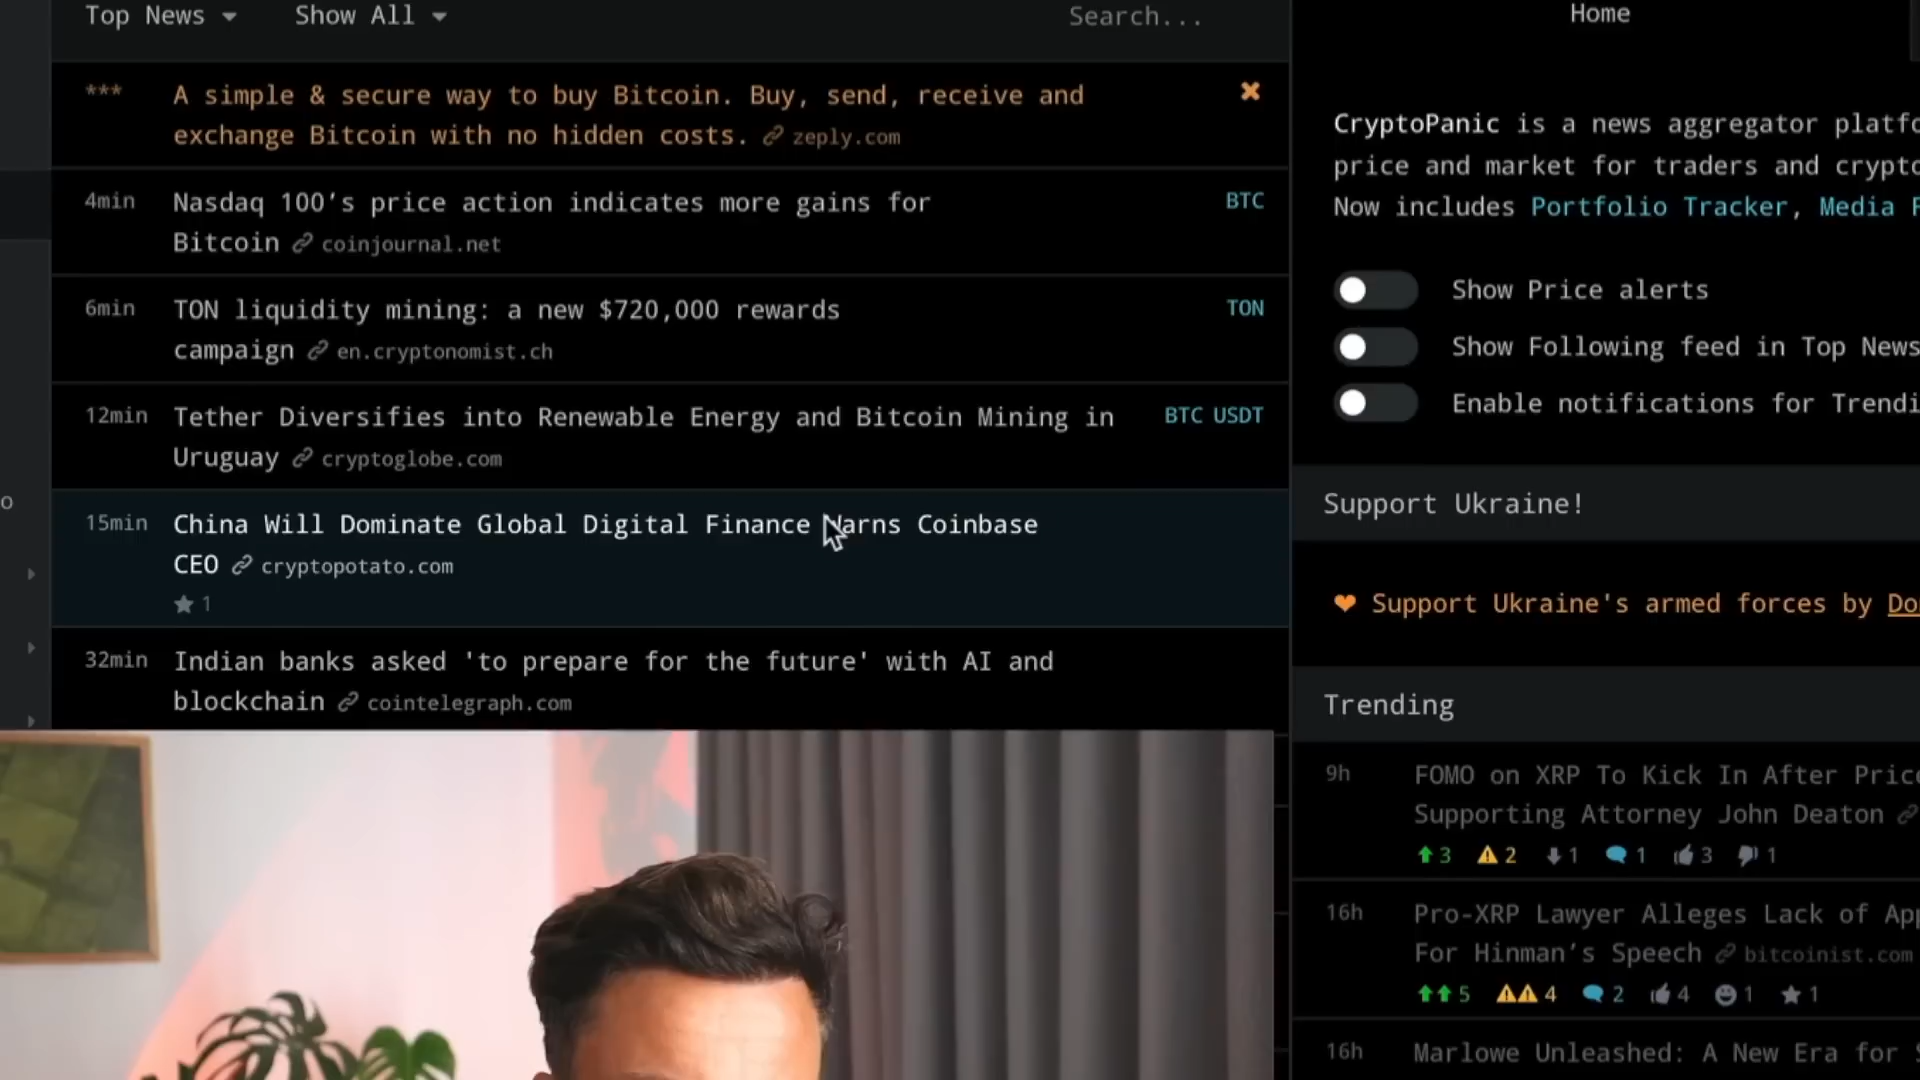 Top News
Show All
Search...
Home
***
A simple & secure way to buy Bitcoin. Buy, send, receive and
exchange Bitcoin with no hidden costs. zeply.com
4min
Nasdaq 100's price action indicates more gains for
Bitcoin coinjournal.net
BTC
6min
TON liquidity mining: a new $720,000 rewards
campaign en.cryptonomist.ch
TON
12min
Tether Diversifies into Renewable Energy and Bitcoin Mining in
Uruguay cryptoglobe.com
BTC USDT
15min
China Will Dominate Global Digital Finance Warns Coinbase
CEO cryptopotato.com
1
32min
Indian banks asked 'to prepare for the future' with AI and
blockchain cointelegraph.com
o
CryptoPanic is a news aggregator
price and market for traders and
Now includes Portfolio Tracker, Media
Show Price alerts
Show Following feed in Top News
Enable notifications for
Support Ukraine!
Support Ukraine's armed forces by
Trending
9h
FOMO on XRP To Kick In After
Supporting Attorney John Deaton
3 2 1 1 3 1
16h
Pro-XRP Lawyer Alleges Lack of
For Hinman's Speech bitcoinist.com
5 4 2 4 1 1
16h
Marlowe Unleashed: A New Era for